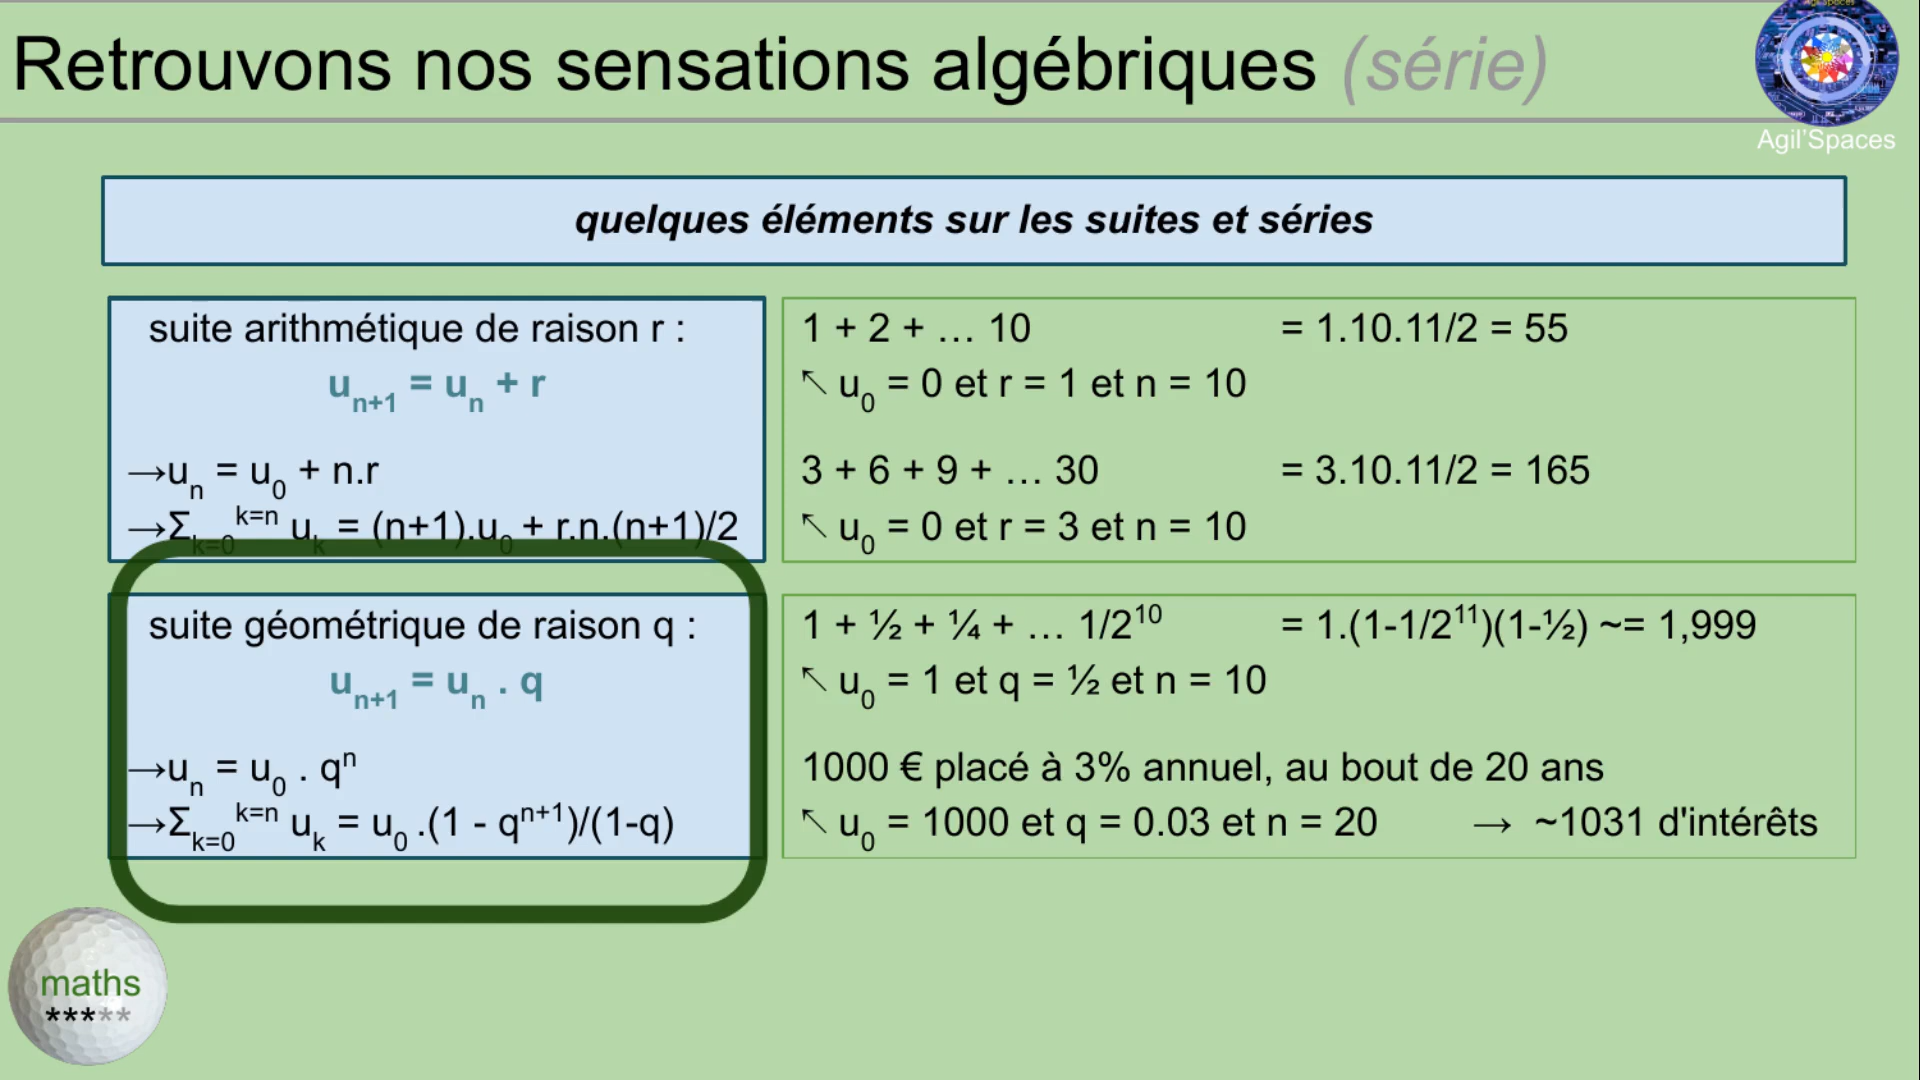 Retrouvons nos sensations algébriques (série)
Agil'Spaces
Agil'Spaces
quelques éléments sur les suites et séries
suite arithmétique de raison r :
uₙ₊₁ = uₙ + r
→uₙ = u₀ + n.r
→Σₖ₌₀ᵏ⁼ⁿ uₖ = (n+1).u₀ + r.n.(n+1)/2
1 + 2 + … 10 = 1.10.11/2 = 55
↖ u₀ = 0 et r = 1 et n = 10
3 + 6 + 9 + … 30 = 3.10.11/2 = 165
↖ u₀ = 0 et r = 3 et n = 10
suite géométrique de raison q :
uₙ₊₁ = uₙ . q
→uₙ = u₀ . qⁿ
→Σₖ₌₀ᵏ⁼ⁿ uₖ = u₀ .(1 - qⁿ⁺¹)/(1-q)
1 + ½ + ¼ + … 1/2¹⁰ = 1.(1-1/2¹¹)(1-½) ~= 1,999
↖ u₀ = 1 et q = ½ et n = 10
1000 € placé à 3% annuel, au bout de 20 ans
↖ u₀ = 1000 et q = 0.03 et n = 20 → ~1031 d'intérêts
maths
*****